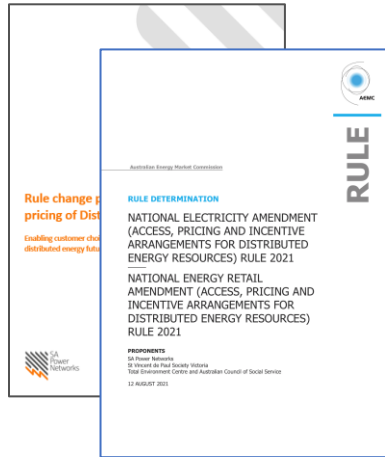 Rule change p
pricing of Dist
Enabling customer choi
distributed energy futu
SA
Power
Networks
AEMC
RULE
Australian Energy Market Commission
RULE DETERMINATION
NATIONAL ELECTRICITY AMENDMENT
(ACCESS, PRICING AND INCENTIVE
ARRANGEMENTS FOR DISTRIBUTED
ENERGY RESOURCES) RULE 2021
NATIONAL ENERGY RETAIL
AMENDMENT (ACCESS, PRICING AND
INCENTIVE ARRANGEMENTS FOR
DISTRIBUTED ENERGY RESOURCES)
RULE 2021
PROPONENTS
SA Power Networks
St Vincent de Paul Society Victoria
Total Environment Centre and Australian Council of Social Service
12 AUGUST 2021